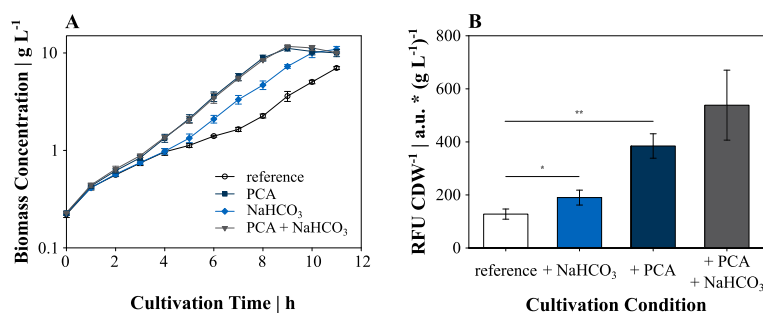 A
Biomass Concentration | g L⁻¹
10
1
0.1
reference
PCA
NaHCO₃
PCA + NaHCO₃
0 2 4 6 8 10 12
Cultivation Time | h
B
RFU CDW⁻¹ | a.u. * (g L⁻¹)⁻¹
800
600
400
200
0
**
*
reference + NaHCO₃ + PCA + PCA
+ NaHCO₃
Cultivation Condition